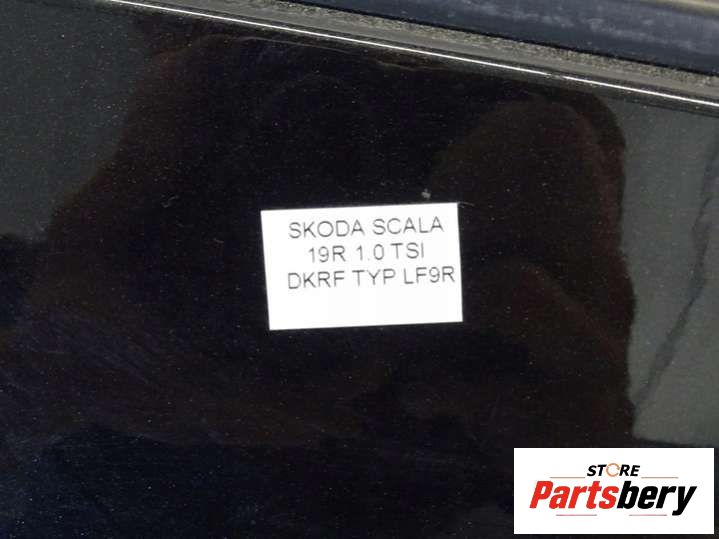 SKODA SCALA
19R 1.0 TSI
DKRF TYP LF9R
STORE
Partsbery